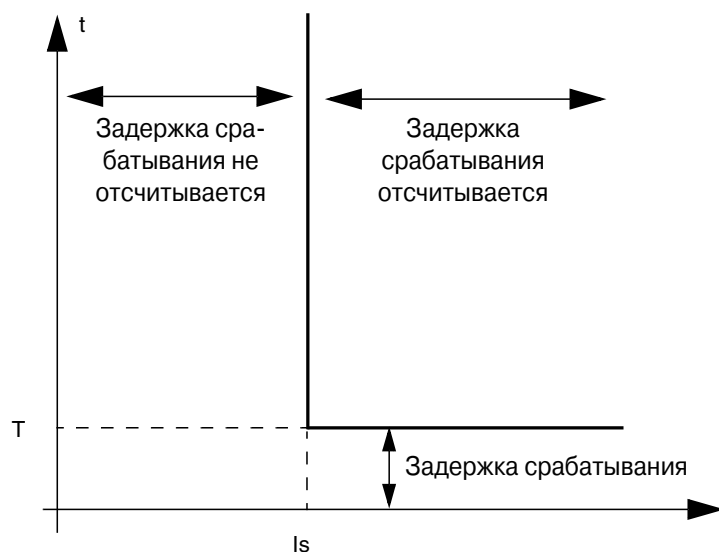 t
Задержка сра-
батывания не
отсчитывается
Задержка
срабатывания
отсчитывается
T
Задержка срабатывания
Is